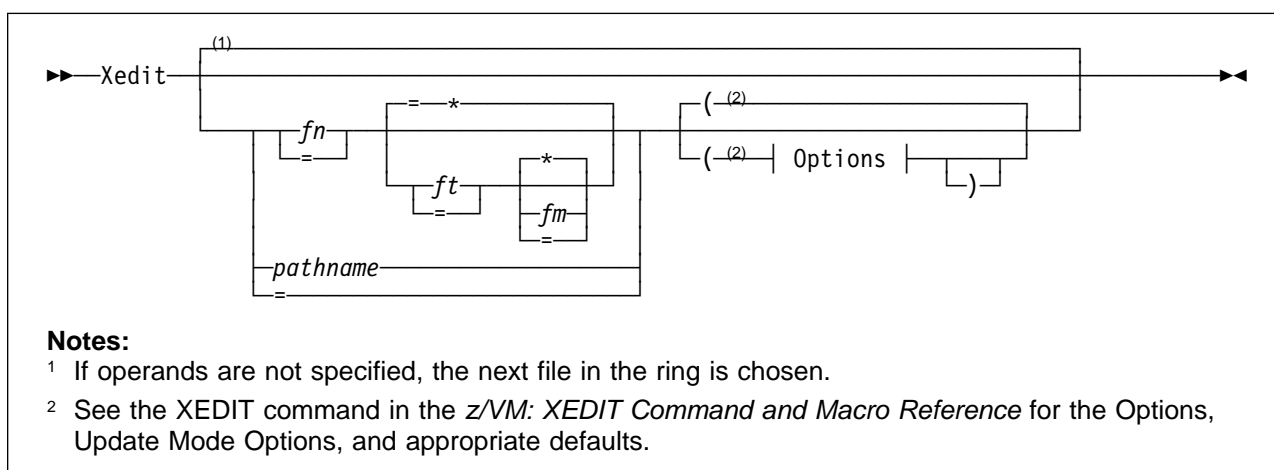 (1)
►►─Xedit─ ─►◄
= * ( (2)
fn
= * ( (2) Options
ft )
= fm
=
pathname
=
Notes:
1 If operands are not specified, the next file in the ring is chosen.
2 See the XEDIT command in the z/VM: XEDIT Command and Macro Reference for the Options,
Update Mode Options, and appropriate defaults.